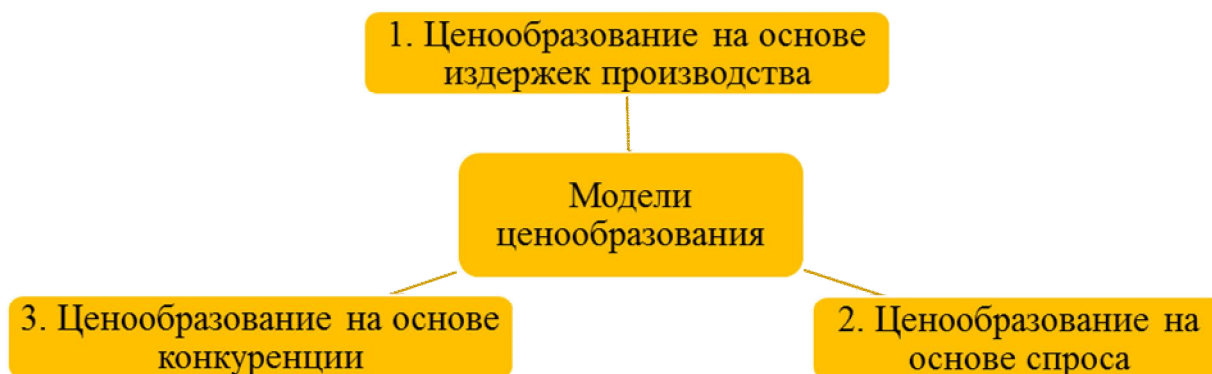 1. Ценообразование на основе
издержек производства
Модели
ценообразования
3. Ценообразование на основе
конкуренции
2. Ценообразование на
основе спроса